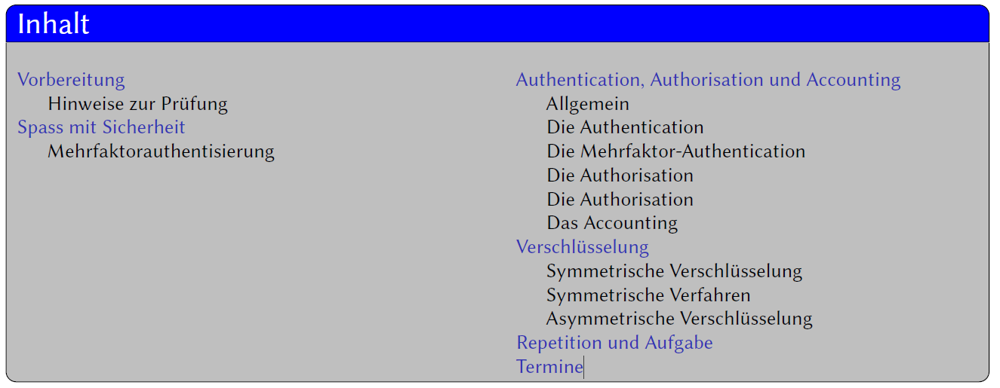 Inhalt
Vorbereitung
Hinweise zur Prüfung
Spass mit Sicherheit
Mehrfaktorauthentisierung
Authentication, Authorisation und Accounting
Allgemein
Die Authentication
Die Mehrfaktor-Authentication
Die Authorisation
Die Authorisation
Das Accounting
Verschlüsselung
Symmetrische Verschlüsselung
Symmetrische Verfahren
Asymmetrische Verschlüsselung
Repetition und Aufgabe
Termine